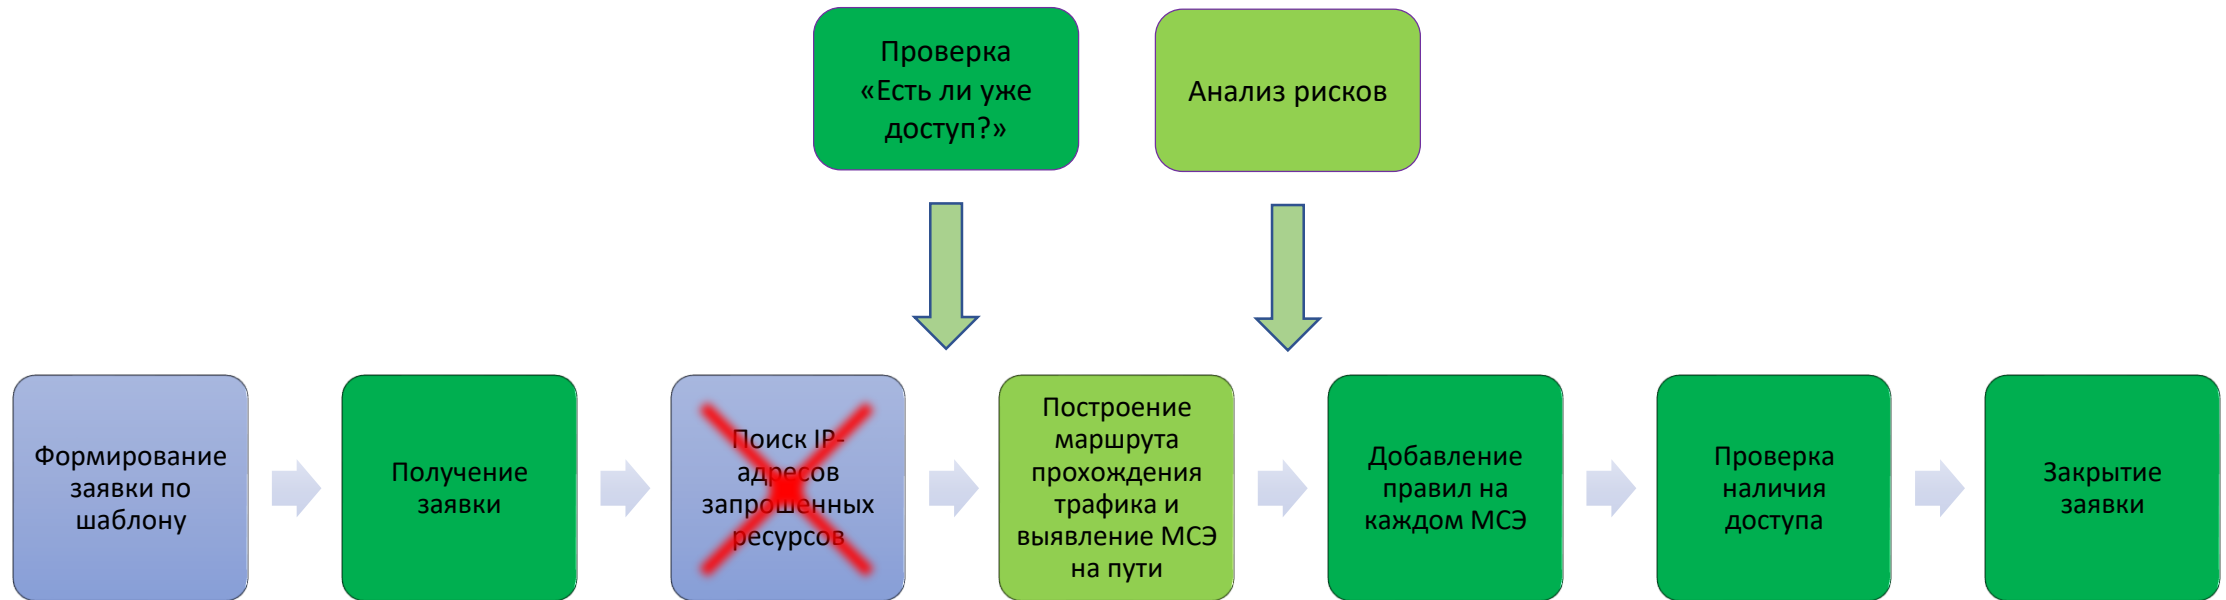 Проверка
«Есть ли уже
доступ?»
Анализ рисков
Формирование
заявки по
шаблону
Получение
заявки
Поиск IP-
адресов
запрошенных
ресурсов
Построение
маршрута
прохождения
трафика и
выявление МСЭ
на пути
Добавление
правил на
каждом МСЭ
Проверка
наличия
доступа
Закрытие
заявки